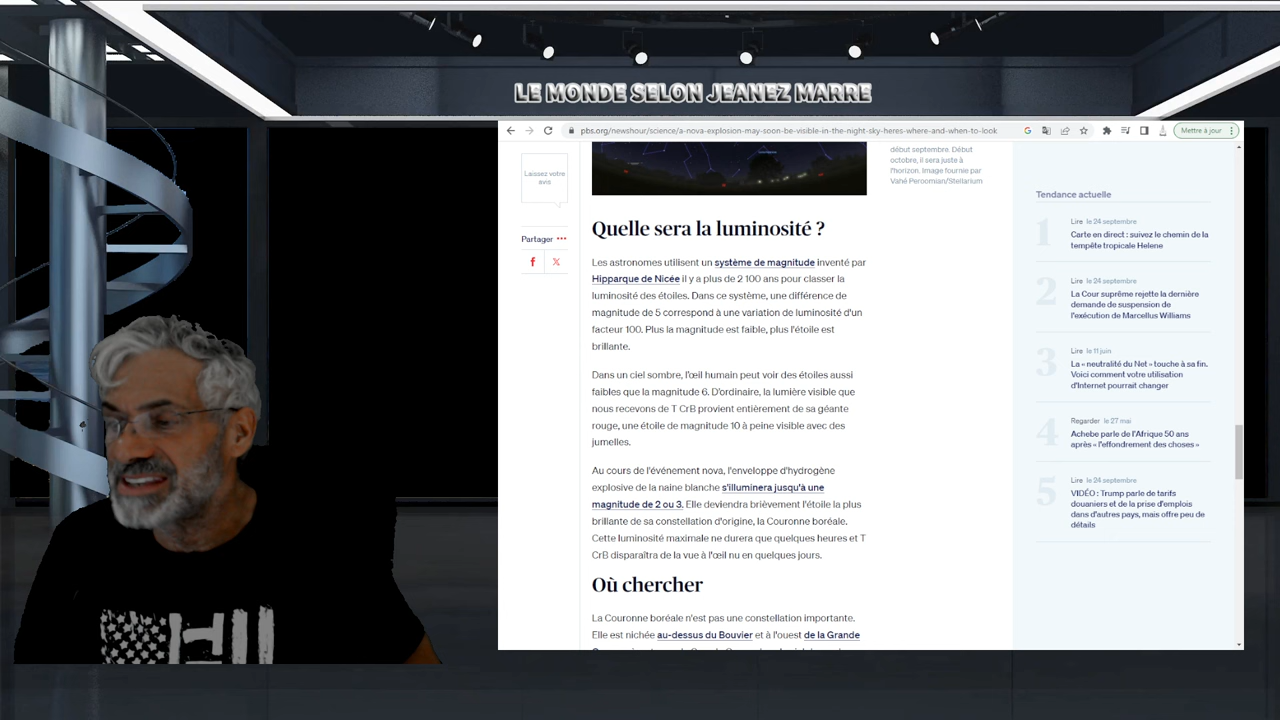 LE MONDE SELON JEANEZ MARRE
pbs.org/newshour/science/a-nova-explosion-may-soon-be-visible-in-the-night-sky-heres-where-and-when-to-look
Mettre à jour
début septembre. Début
octobre, il sera juste à
l'horizon. Image fournie par
Vahé Peroomian/Stellarium
Laissez votre
avis
Partager
Quelle sera la luminosité ?
Les astronomes utilisent un système de magnitude inventé par
Hipparque de Nicée il y a plus de 2 100 ans pour classer la
luminosité des étoiles. Dans ce système, une différence de
magnitude de 5 correspond à une variation de luminosité d'un
facteur 100. Plus la magnitude est faible, plus l'étoile est
brillante.
Dans un ciel sombre, l'œil humain peut voir des étoiles aussi
faibles que la magnitude 6. D'ordinaire, la lumière visible que
nous recevons de T CrB provient entièrement de sa géante
rouge, une étoile de magnitude 10 à peine visible avec des
jumelles.
Au cours de l'événement nova, l'enveloppe d'hydrogène
explosive de la naine blanche s'illuminera jusqu'à une
magnitude de 2 ou 3. Elle deviendra brièvement l'étoile la plus
brillante de sa constellation d'origine, la Couronne boréale.
Cette luminosité maximale ne durera que quelques heures et T
CrB disparaîtra de la vue à l'œil nu en quelques jours.
Où chercher
La Couronne boréale n'est pas une constellation importante.
Elle est nichée au-dessus du Bouvier et à l'ouest de la Grande
Tendance actuelle
1
Lire le 24 septembre
Carte en direct : suivez le chemin de la
tempête tropicale Helene
2
Lire le 24 septembre
La Cour suprême rejette la dernière
demande de suspension de
l'exécution de Marcellus Williams
3
Lire le 11 juin
La « neutralité du Net » touche à sa fin.
Voici comment votre utilisation
d'Internet pourrait changer
4
Regarder le 27 mai
Achebe parle de l'Afrique 50 ans
après « l'effondrement des choses »
5
Lire le 24 septembre
VIDÉO : Trump parle de tarifs
douaniers et de la prise d'emplois
dans d'autres pays, mais offre peu de
détails